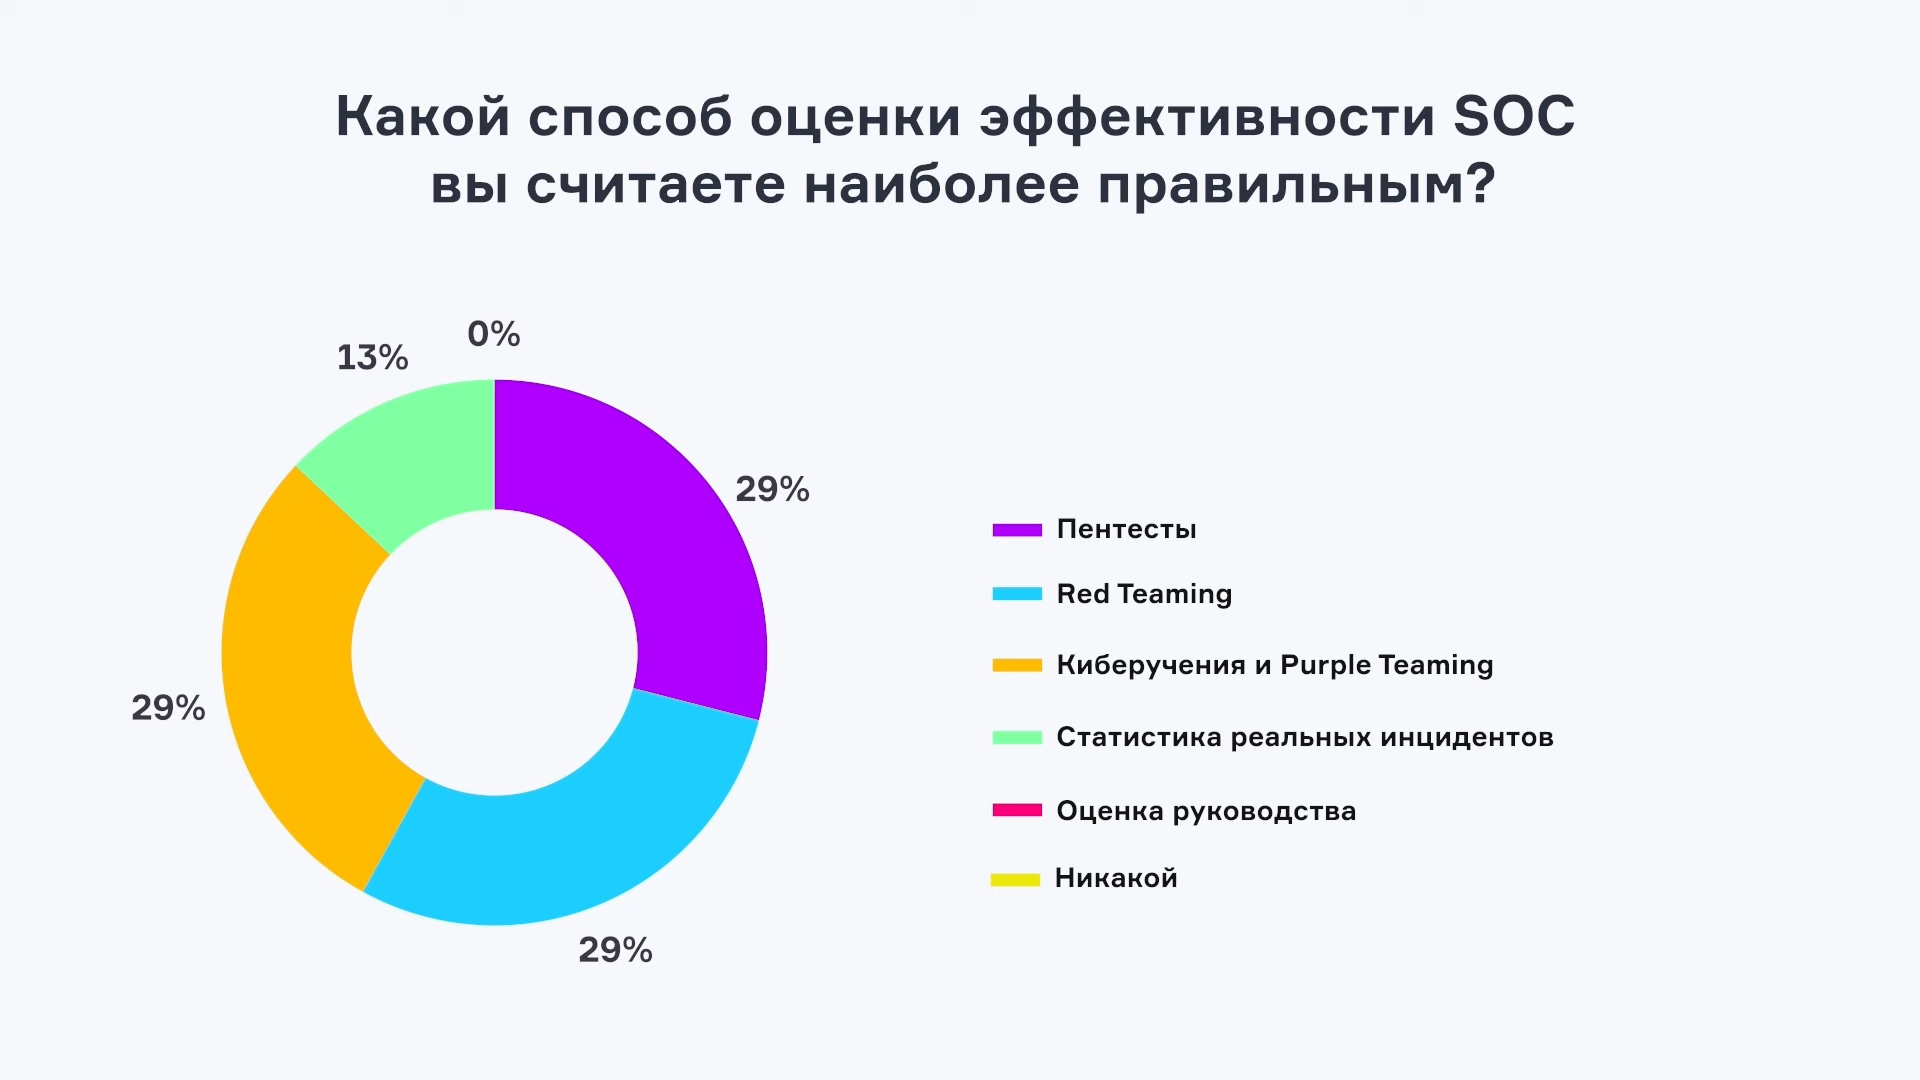 Какой способ оценки эффективности SOC
вы считаете наиболее правильным?
0%
13%
29%
29%
29%
Пентесты
Red Teaming
Киберучения и Purple Teaming
Статистика реальных инцидентов
Оценка руководства
Никакой